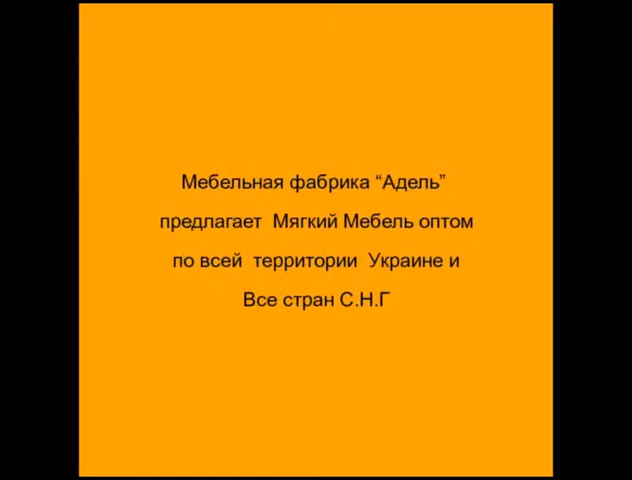 Мебельная фабрика “Адель”
предлагает Мягкий Мебель оптом
по всей территории Украине и
Все стран С.Н.Г